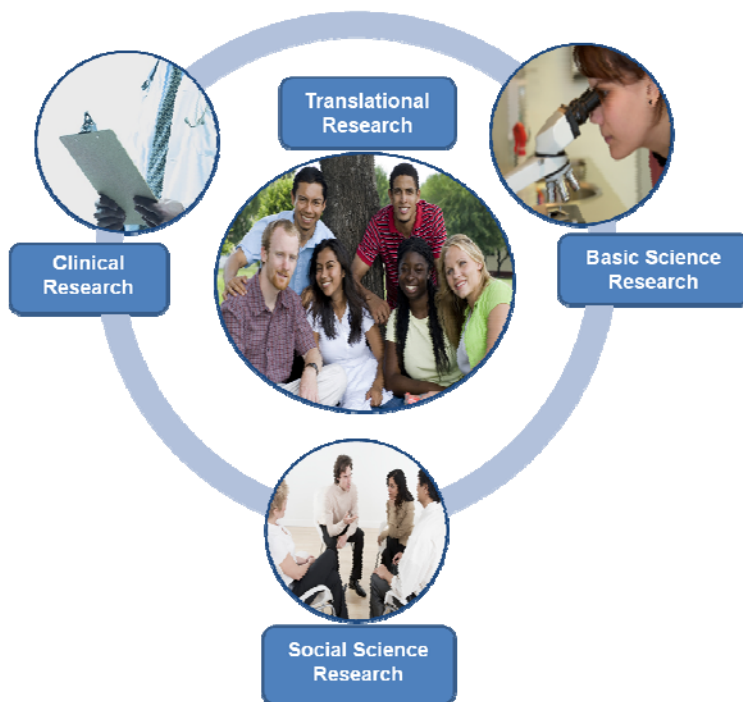 Translational
Research
Clinical
Research
Basic Science
Research
Social Science
Research